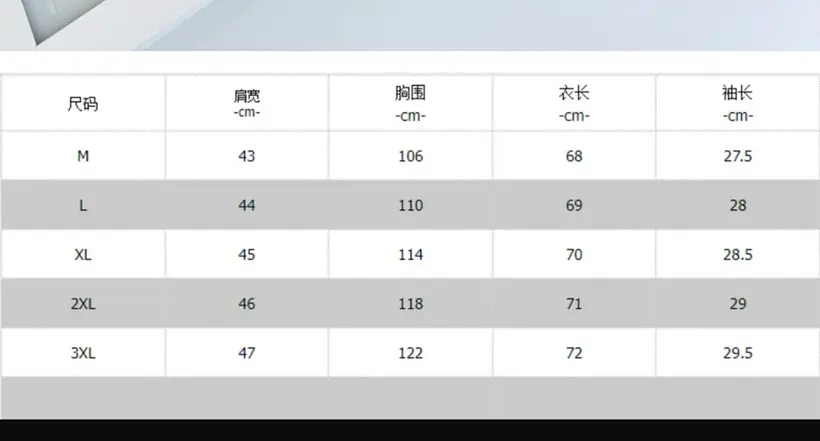 尺码 肩宽 胸围 衣长 袖长
-cm- -cm- -cm- -cm-
M 43 106 68 27.5
L 44 110 69 28
XL 45 114 70 28.5
2XL 46 118 71 29
3XL 47 122 72 29.5